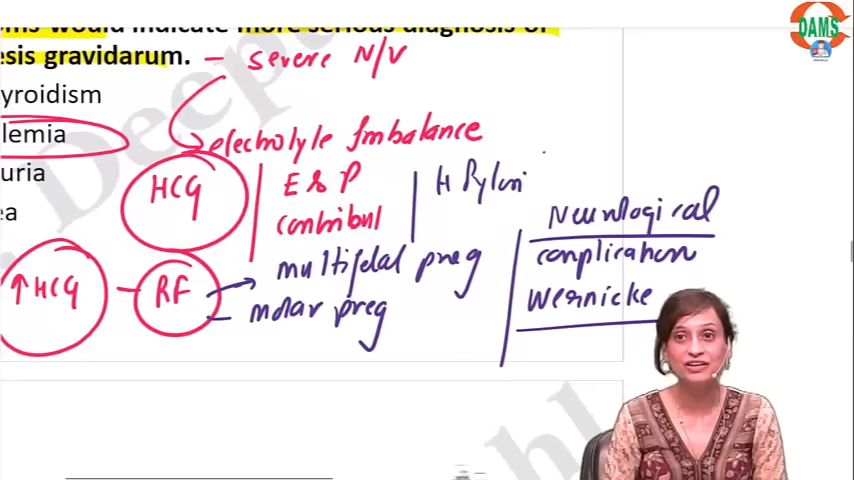 oms would indicate more serious diagnosis of
esis gravidarum. – severe N/V
yroidism
lemia
electrolyte Imbalance
uria
ea
HCG
E & P
contribut
H Pylori
Neurological
complication
Wernicke
↑ HCG – RF
multifetal preg
– molar preg
DAMS